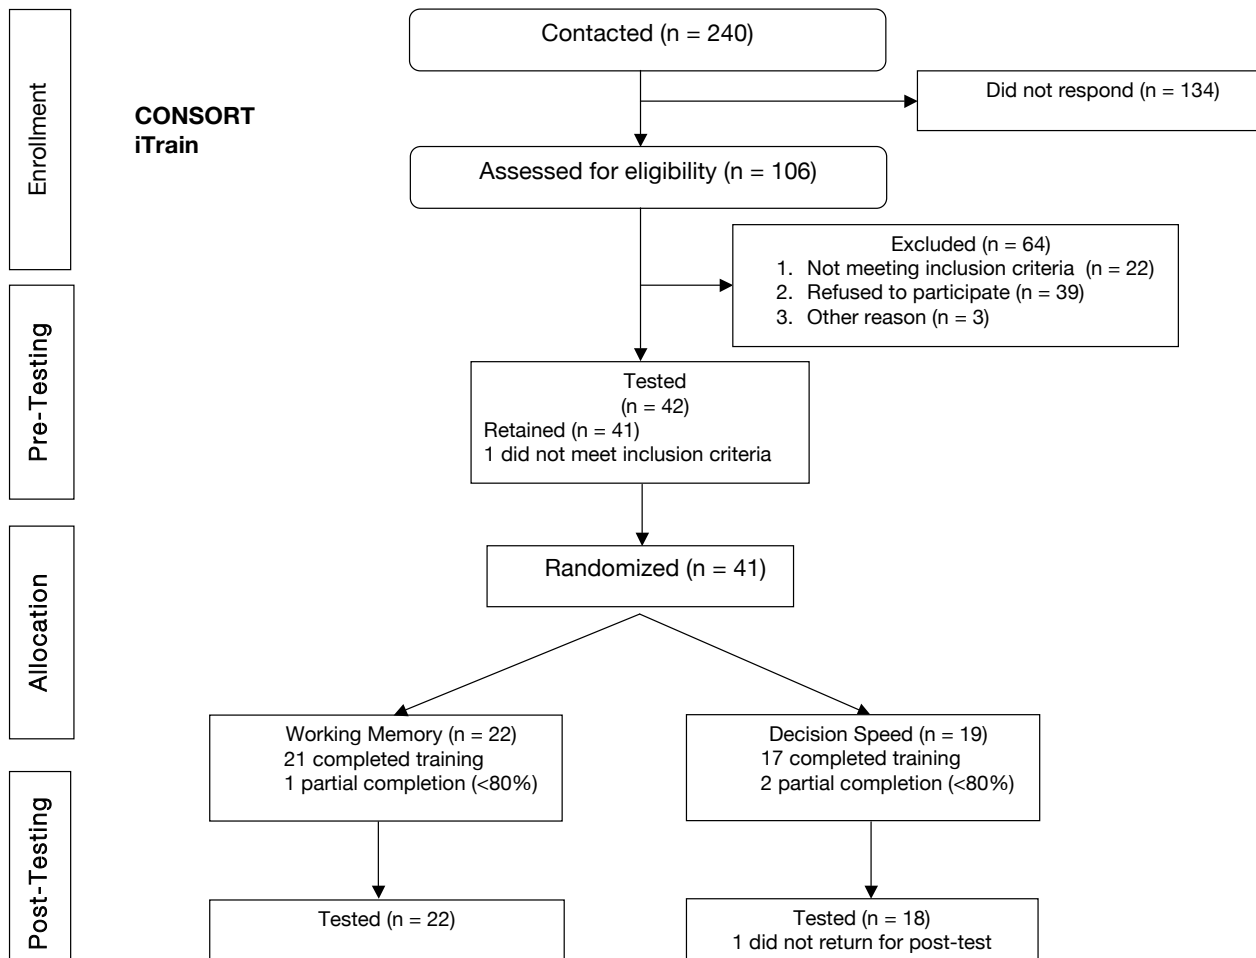 Contacted (n = 240)
Did not respond (n = 134)
Enrollment
CONSORT
iTrain
Assessed for eligibility (n = 106)
Excluded (n = 64)
1. Not meeting inclusion criteria (n = 22)
2. Refused to participate (n = 39)
3. Other reason (n = 3)
Pre-Testing
Tested
(n = 42)
Retained (n = 41)
1 did not meet inclusion criteria
Allocation
Randomized (n = 41)
Working Memory (n = 22)
21 completed training
1 partial completion (<80%)
Decision Speed (n = 19)
17 completed training
2 partial completion (<80%)
Post-Testing
Tested (n = 22)
Tested (n = 18)
1 did not return for post-test